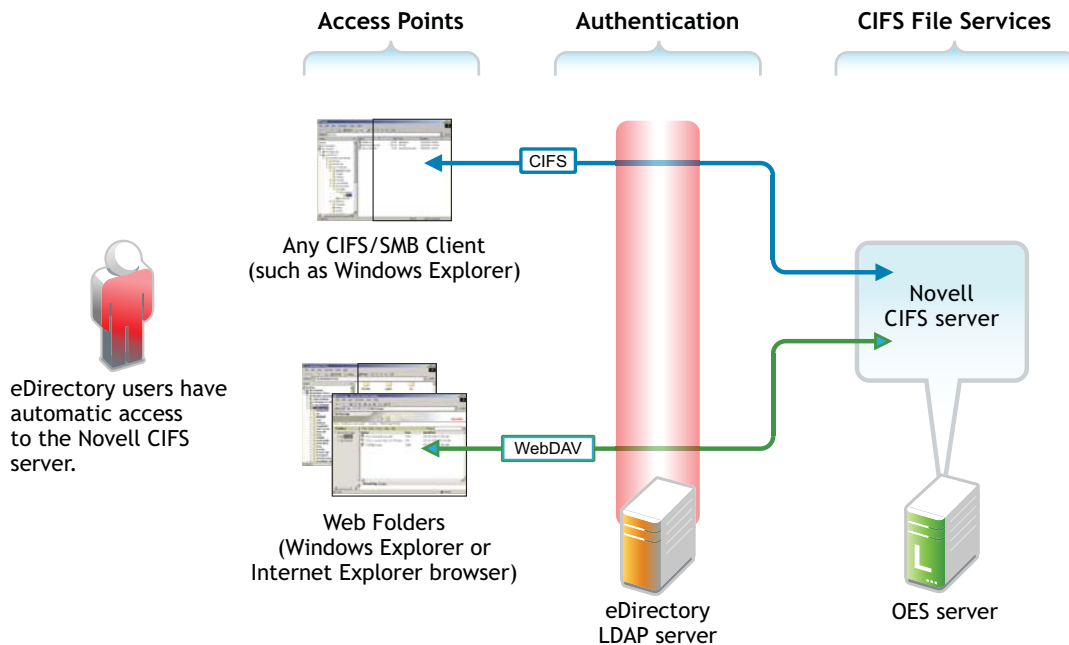 Access Points
Authentication
CIFS File Services
CIFS
Any CIFS/SMB Client
(such as Windows Explorer)
Novell
CIFS server
eDirectory users have
automatic access
to the Novell CIFS
server.
WebDAV
Web Folders
(Windows Explorer or
Internet Explorer browser)
eDirectory
LDAP server
L
OES server